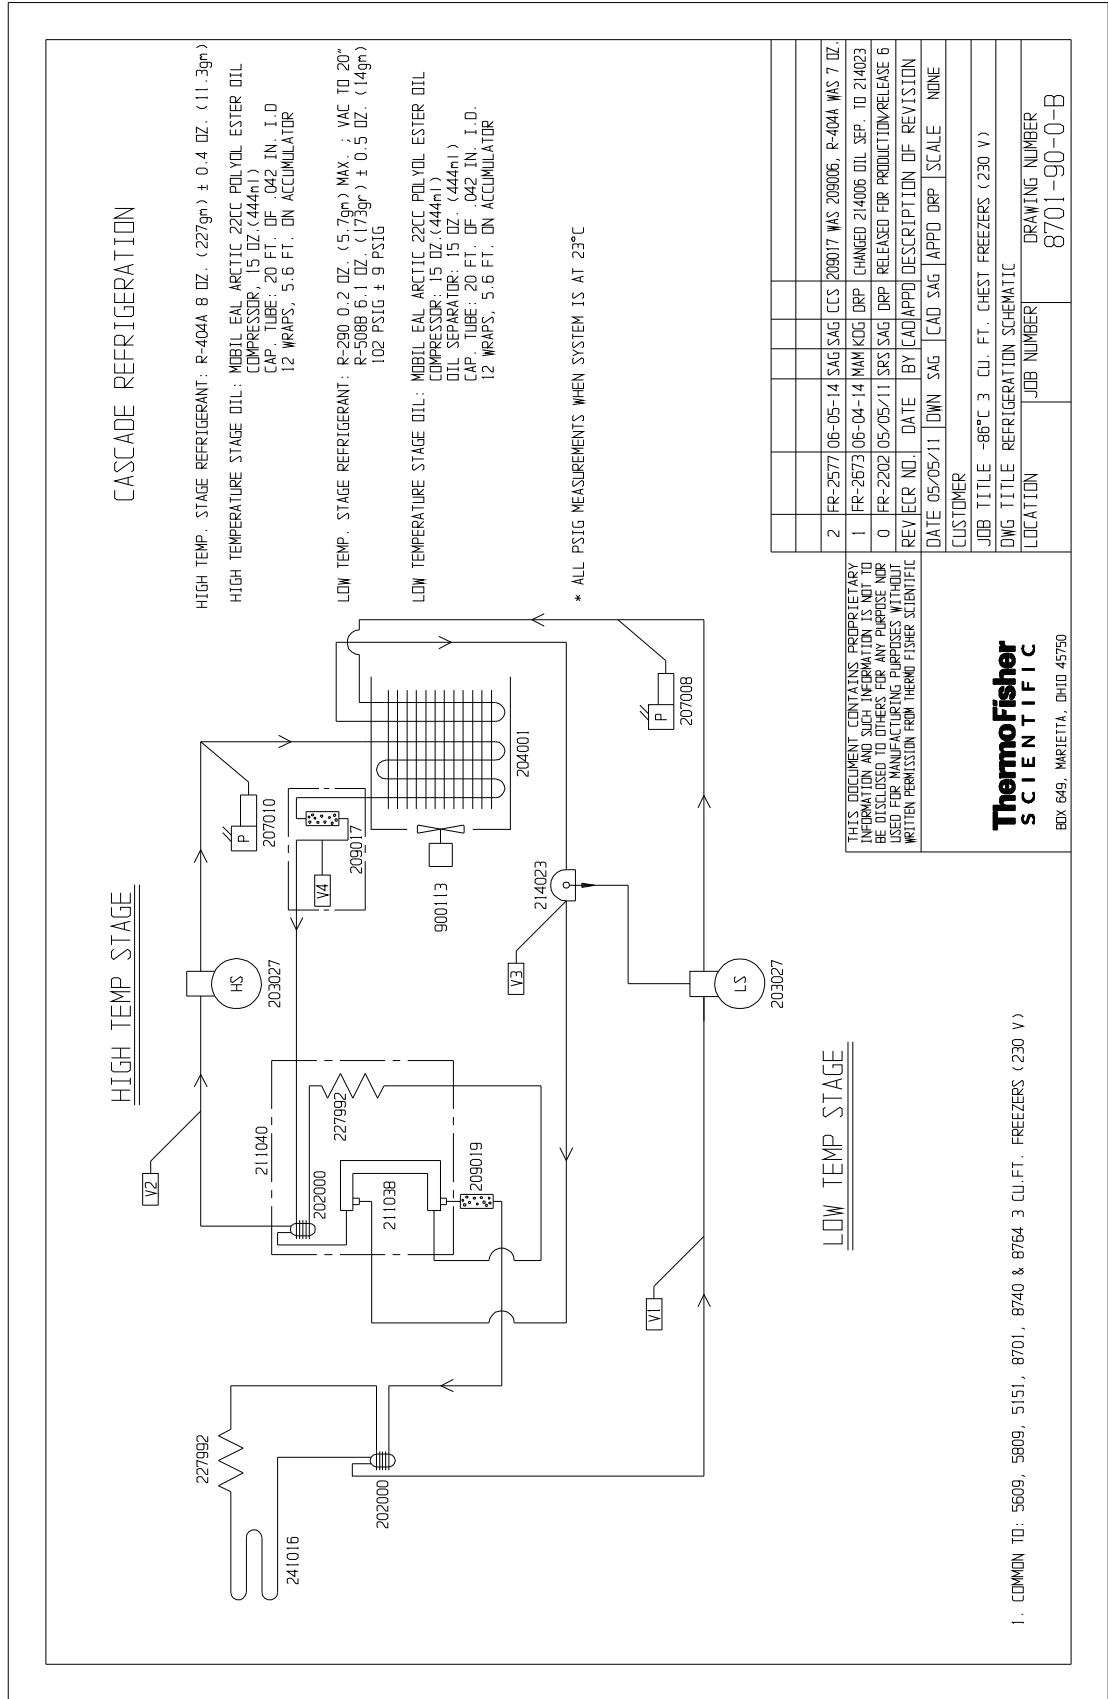 CASCADE REFRIGERATION
HIGH TEMP. STAGE REFRIGERANT: R-404A 8 OZ. (227gm) ± 0.4 OZ. (11.3gm)
HIGH TEMPERATURE STAGE OIL: MOBIL EAL ARCTIC 22CC POLYOL ESTER OIL
COMPRESSOR, 15 OZ.(444ml)
CAP. TUBE: 20 FT. OF .042 IN. I.D
12 WRAPS, 5.6 FT. ON ACCUMULATOR
LOW TEMP. STAGE REFRIGERANT: R-290 0.2 OZ. (5.7gm) MAX. ; VAC TO 20"
R-508B 6.1 OZ. (173gr) ± 0.5 OZ. (14gm)
102 PSIG ± 9 PSIG
LOW TEMPERATURE STAGE OIL: MOBIL EAL ARCTIC 22CC POLYOL ESTER OIL
COMPRESSOR: 15 OZ.(444ml)
OIL SEPARATOR: 15 OZ. (444ml)
CAP. TUBE: 20 FT. OF .042 IN. I.D.
12 WRAPS, 5.6 FT. ON ACCUMULATOR
* ALL PSIG MEASUREMENTS WHEN SYSTEM IS AT 23°C
HIGH TEMP STAGE
V2
HS
203027
P
207010
211040
202000
227992
211038
209019
V4
209017
900113
204001
227992
241016
202000
V3
214023
P
207008
V1
LS
203027
LOW TEMP STAGE
1. COMMON TO: 5609, 5809, 5151, 8701, 8740 & 8764 3 CU.FT. FREEZERS (230 V)
THIS DOCUMENT CONTAINS PROPRIETARY
INFORMATION AND SUCH INFORMATION IS NOT TO
BE DISCLOSED TO OTHERS FOR ANY PURPOSE NOR
USED FOR MANUFACTURING PURPOSES WITHOUT
WRITTEN PERMISSION FROM THERMO FISHER SCIENTIFIC
ThermoFisher
SCIENTIFIC
BOX 649, MARIETTA, OHIO 45750
2 FR-2577 06-05-14 SAG SAG CCS 209017 WAS 209006, R-404A WAS 7 OZ.
1 FR-2673 06-04-14 MAM KDG DRP CHANGED 214006 OIL SEP. TO 214023
0 FR-2202 05/05/11 SRS SAG DRP RELEASED FOR PRODUCTION/RELEASE 6
REV ECR NO. DATE BY CAD APPD DESCRIPTION OF REVISION
DATE 05/05/11 DWN SAG CAD SAG APPD DRP SCALE NONE
CUSTOMER
JOB TITLE -86°C 3 CU. FT. CHEST FREEZERS (230 V)
DWG TITLE REFRIGERATION SCHEMATIC
LOCATION JOB NUMBER DRAWING NUMBER
8701-90-0-B